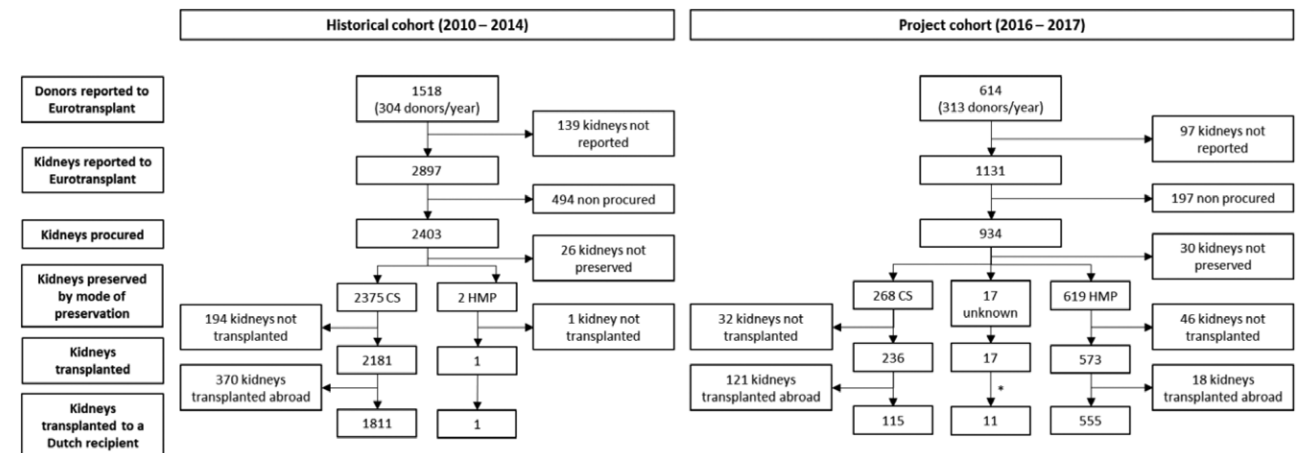 Historical cohort (2010 – 2014)
Project cohort (2016 – 2017)
Donors reported to
Eurotransplant
1518
(304 donors/year)
614
(313 donors/year)
139 kidneys not
reported
97 kidneys not
reported
Kidneys reported to
Eurotransplant
2897
1131
494 non procured
197 non procured
Kidneys procured
2403
934
26 kidneys not
preserved
30 kidneys not
preserved
Kidneys preserved
by mode of
preservation
2375 CS
2 HMP
268 CS
17
unknown
619 HMP
194 kidneys not
transplanted
1 kidney not
transplanted
32 kidneys not
transplanted
46 kidneys not
transplanted
Kidneys
transplanted
2181
1
236
17
573
370 kidneys
transplanted abroad
121 kidneys
transplanted abroad
*
18 kidneys
transplanted abroad
Kidneys
transplanted to a
Dutch recipient
1811
1
115
11
555